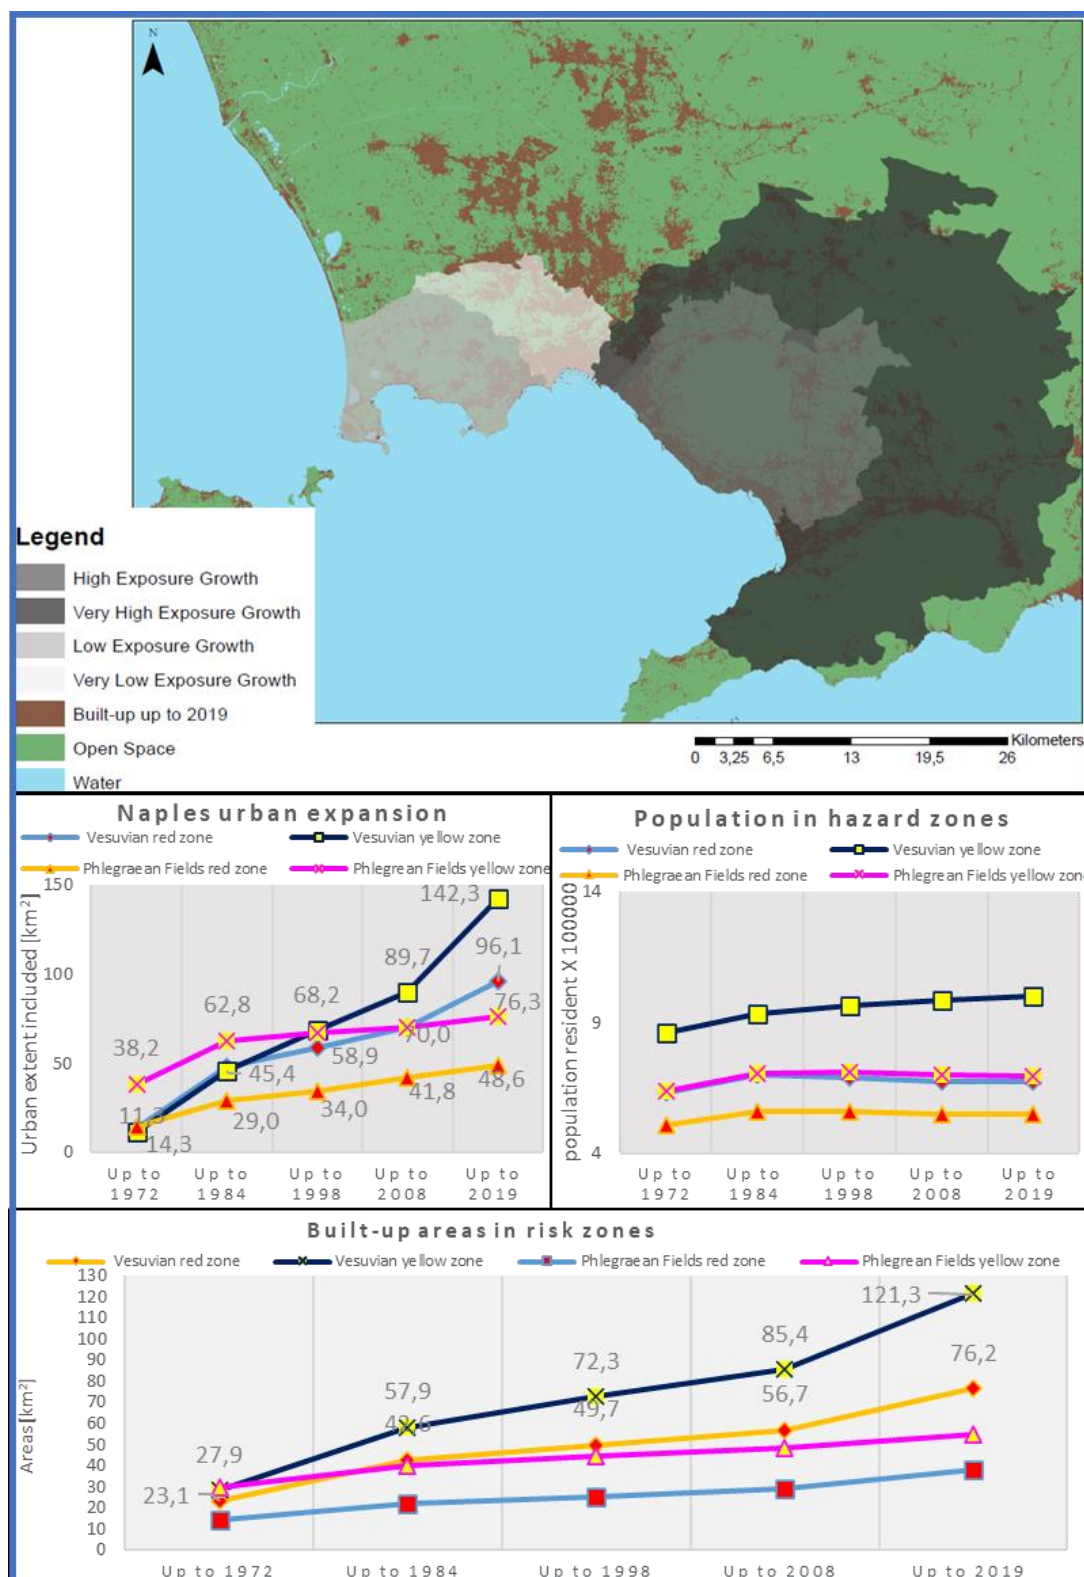 N
Legend
High Exposure Growth
Very High Exposure Growth
Low Exposure Growth
Very Low Exposure Growth
Built-up up to 2019
Open Space
Water
Kilometers
0 3,25 6,5 13 19,5 26
Naples urban expansion
Vesuvian red zone
Vesuvian yellow zone
Phlegraean Fields red zone
Phlegraean Fields yellow zone
Urban extent included [km²]
150
100
50
0
142,3
96,1
89,7
76,3
62,8
68,2
70,0
38,2
58,9
45,4
48,6
41,8
34,0
29,0
11,3
14,3
Up to 1972
Up to 1984
Up to 1998
Up to 2008
Up to 2019
Population in hazard zones
Vesuvian red zone
Vesuvian yellow zone
Phlegraean Fields red zone
Phlegraean Fields yellow zone
population resident X 100000
14
9
4
Up to 1972
Up to 1984
Up to 1998
Up to 2008
Up to 2019
Built-up areas in risk zones
Vesuvian red zone
Vesuvian yellow zone
Phlegraean Fields red zone
Phlegraean Fields yellow zone
Areas [km²]
130
120
110
100
90
80
70
60
50
40
30
20
10
0
121,3
85,4
76,2
72,3
57,9
56,7
49,7
27,9
23,1
Up to 1972
Up to 1984
Up to 1998
Up to 2008
Up to 2019